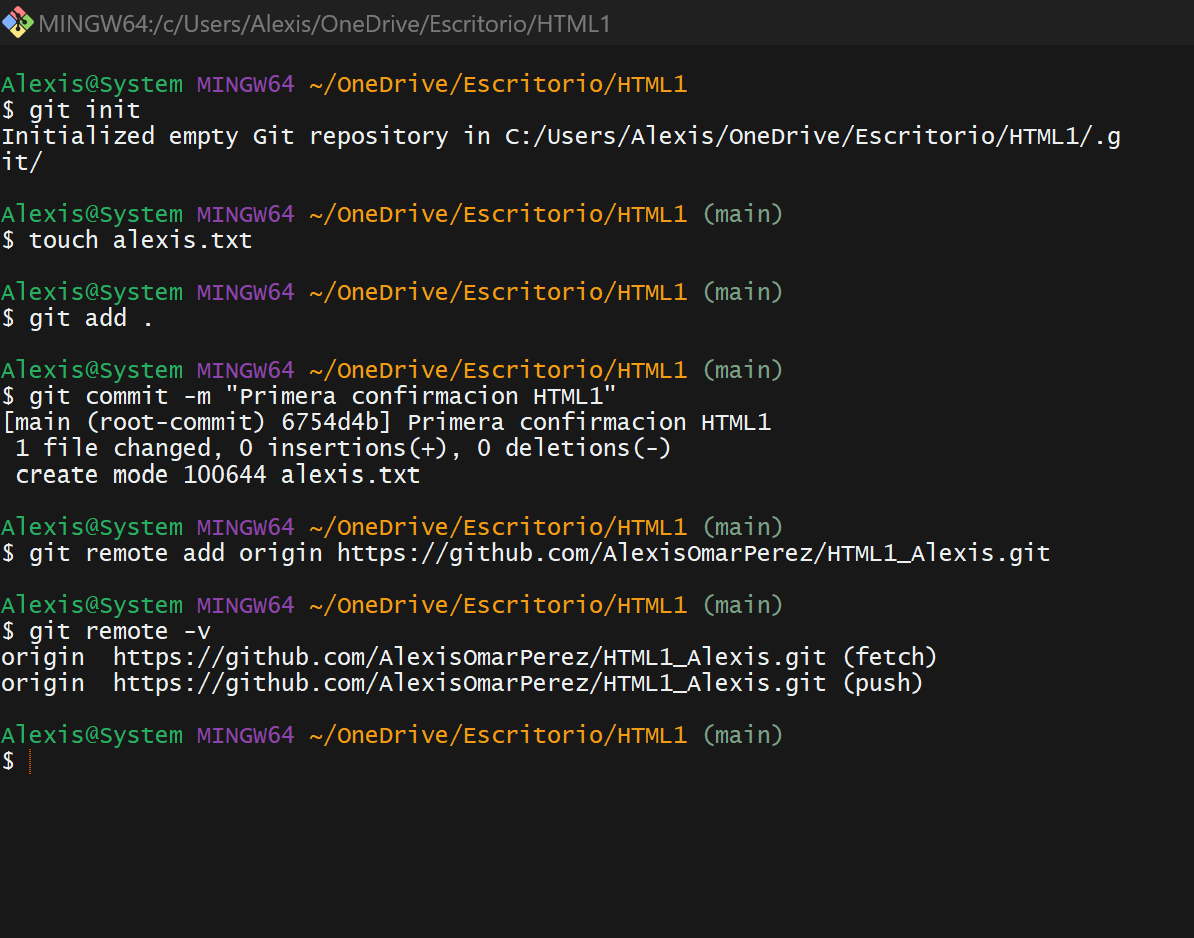 MINGW64:/c/Users/Alexis/OneDrive/Escritorio/HTML1
Alexis@System MINGW64 ~/OneDrive/Escritorio/HTML1
$ git init
Initialized empty Git repository in C:/Users/Alexis/OneDrive/Escritorio/HTML1/.g
it/
Alexis@System MINGW64 ~/OneDrive/Escritorio/HTML1 (main)
$ touch alexis.txt
Alexis@System MINGW64 ~/OneDrive/Escritorio/HTML1 (main)
$ git add .
Alexis@System MINGW64 ~/OneDrive/Escritorio/HTML1 (main)
$ git commit -m "Primera confirmacion HTML1"
[main (root-commit) 6754d4b] Primera confirmacion HTML1
 1 file changed, 0 insertions(+), 0 deletions(-)
 create mode 100644 alexis.txt
Alexis@System MINGW64 ~/OneDrive/Escritorio/HTML1 (main)
$ git remote add origin https://github.com/AlexisOmarPerez/HTML1_Alexis.git
Alexis@System MINGW64 ~/OneDrive/Escritorio/HTML1 (main)
$ git remote -v
origin  https://github.com/AlexisOmarPerez/HTML1_Alexis.git (fetch)
origin  https://github.com/AlexisOmarPerez/HTML1_Alexis.git (push)
Alexis@System MINGW64 ~/OneDrive/Escritorio/HTML1 (main)
$